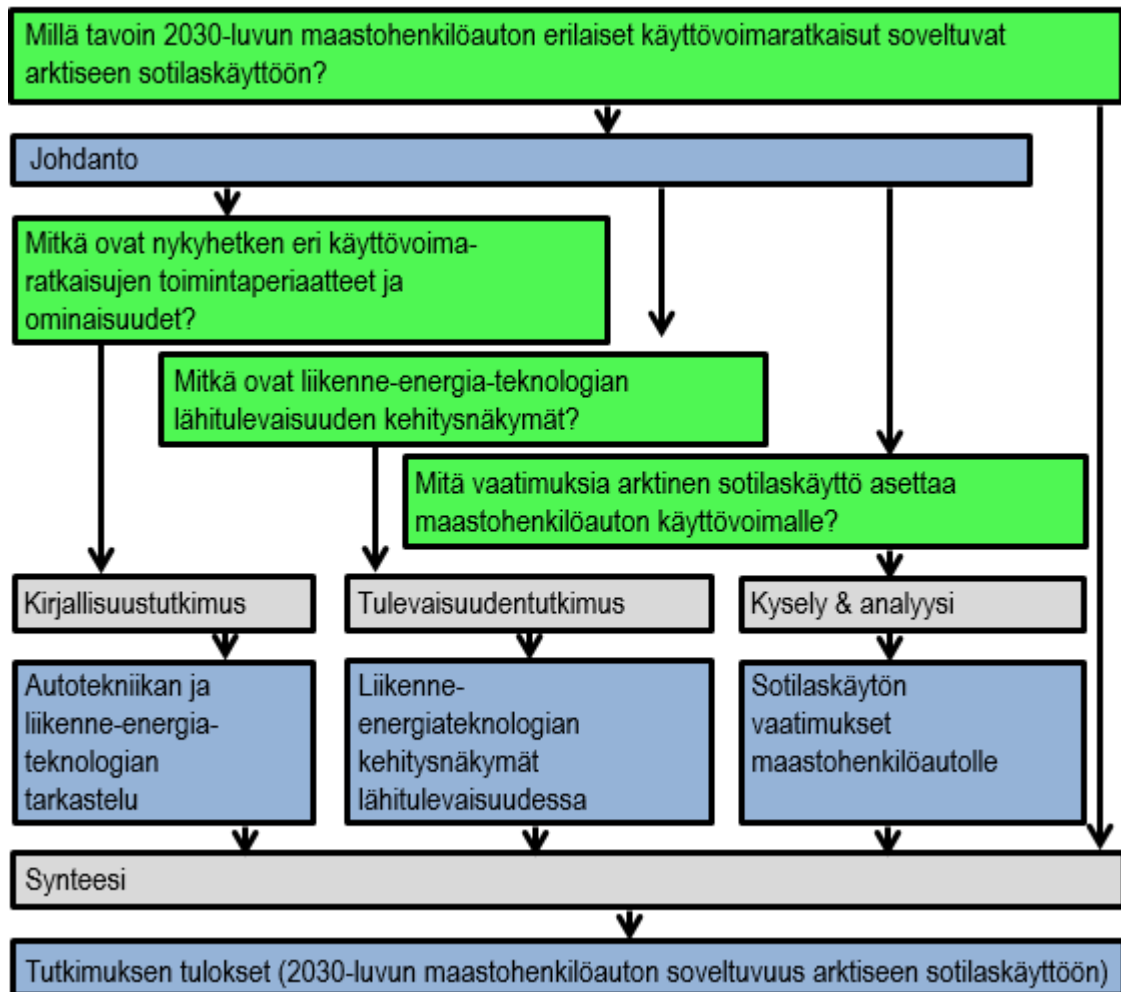 Millä tavoin 2030-luvun maastohenkilöauton erilaiset käyttövoimaratkaisut soveltuvat
arktiseen sotilaskäyttöön?
Johdanto
Mitkä ovat nykyhetken eri käyttövoima-
ratkaisujen toimintaperiaatteet ja
ominaisuudet?
Mitkä ovat liikenne-energia-teknologian
lähitulevaisuuden kehitysnäkymät?
Mitä vaatimuksia arktinen sotilaskäyttö asettaa
maastohenkilöauton käyttövoimalle?
Kirjallisuustutkimus
Tulevaisuudentutkimus
Kysely & analyysi
Autotekniikan ja
liikenne-energia-
teknologian
tarkastelu
Liikenne-
energiateknologian
kehitysnäkymät
lähitulevaisuudessa
Sotilaskäytön
vaatimukset
maastohenkilöautolle
Synteesi
Tutkimuksen tulokset (2030-luvun maastohenkilöauton soveltuvuus arktiseen sotilaskäyttöön)